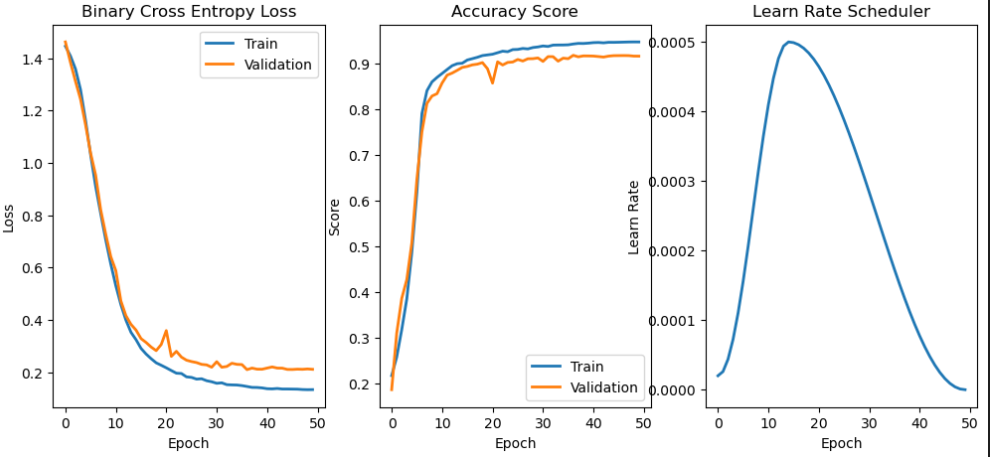 Binary Cross Entropy Loss
Train
Validation
1.4
1.2
1.0
0.8
0.6
0.4
0.2
Loss
0 10 20 30 40 50
Epoch
Accuracy Score
0.9
0.8
0.7
0.6
0.5
0.4
0.3
0.2
Score
Train
Validation
0 10 20 30 40 50
Epoch
Learn Rate Scheduler
0.0005
0.0004
0.0003
0.0002
0.0001
0.0000
Learn Rate
0 10 20 30 40 50
Epoch